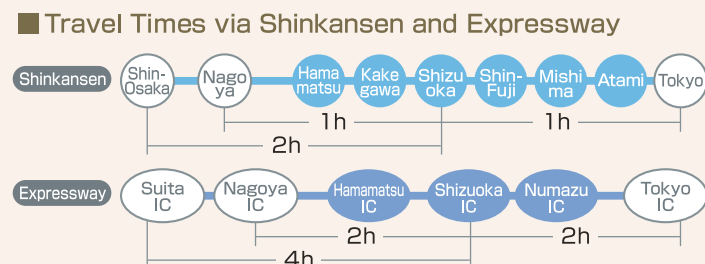 Travel Times via Shinkansen and Expressway
Shinkansen
Shin-
Osaka
Nago
ya
Hama
matsu
Kake
gawa
Shizu
oka
Shin-
Fuji
Mishi
ma
Atami
Tokyo
1h
1h
2h
Expressway
Suita
IC
Nagoya
IC
Hamamatsu
IC
Shizuoka
IC
Numazu
IC
Tokyo
IC
2h
2h
4h